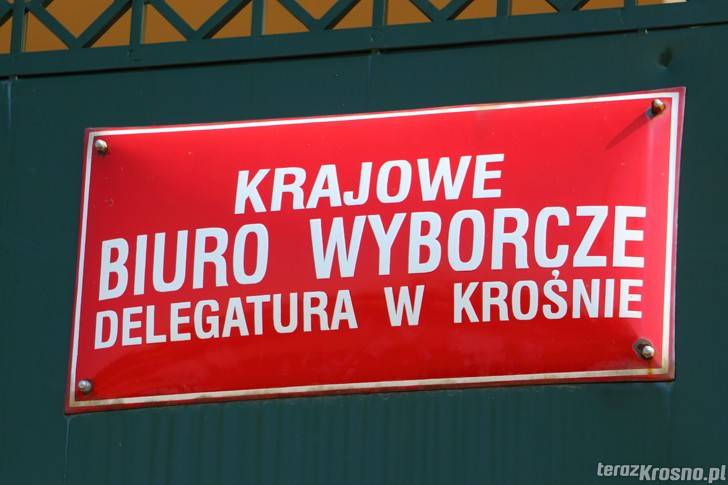 KRAJOWE
BIURO WYBORCZE
DELEGATURA W KROŚNIE
terazKrosno.pl